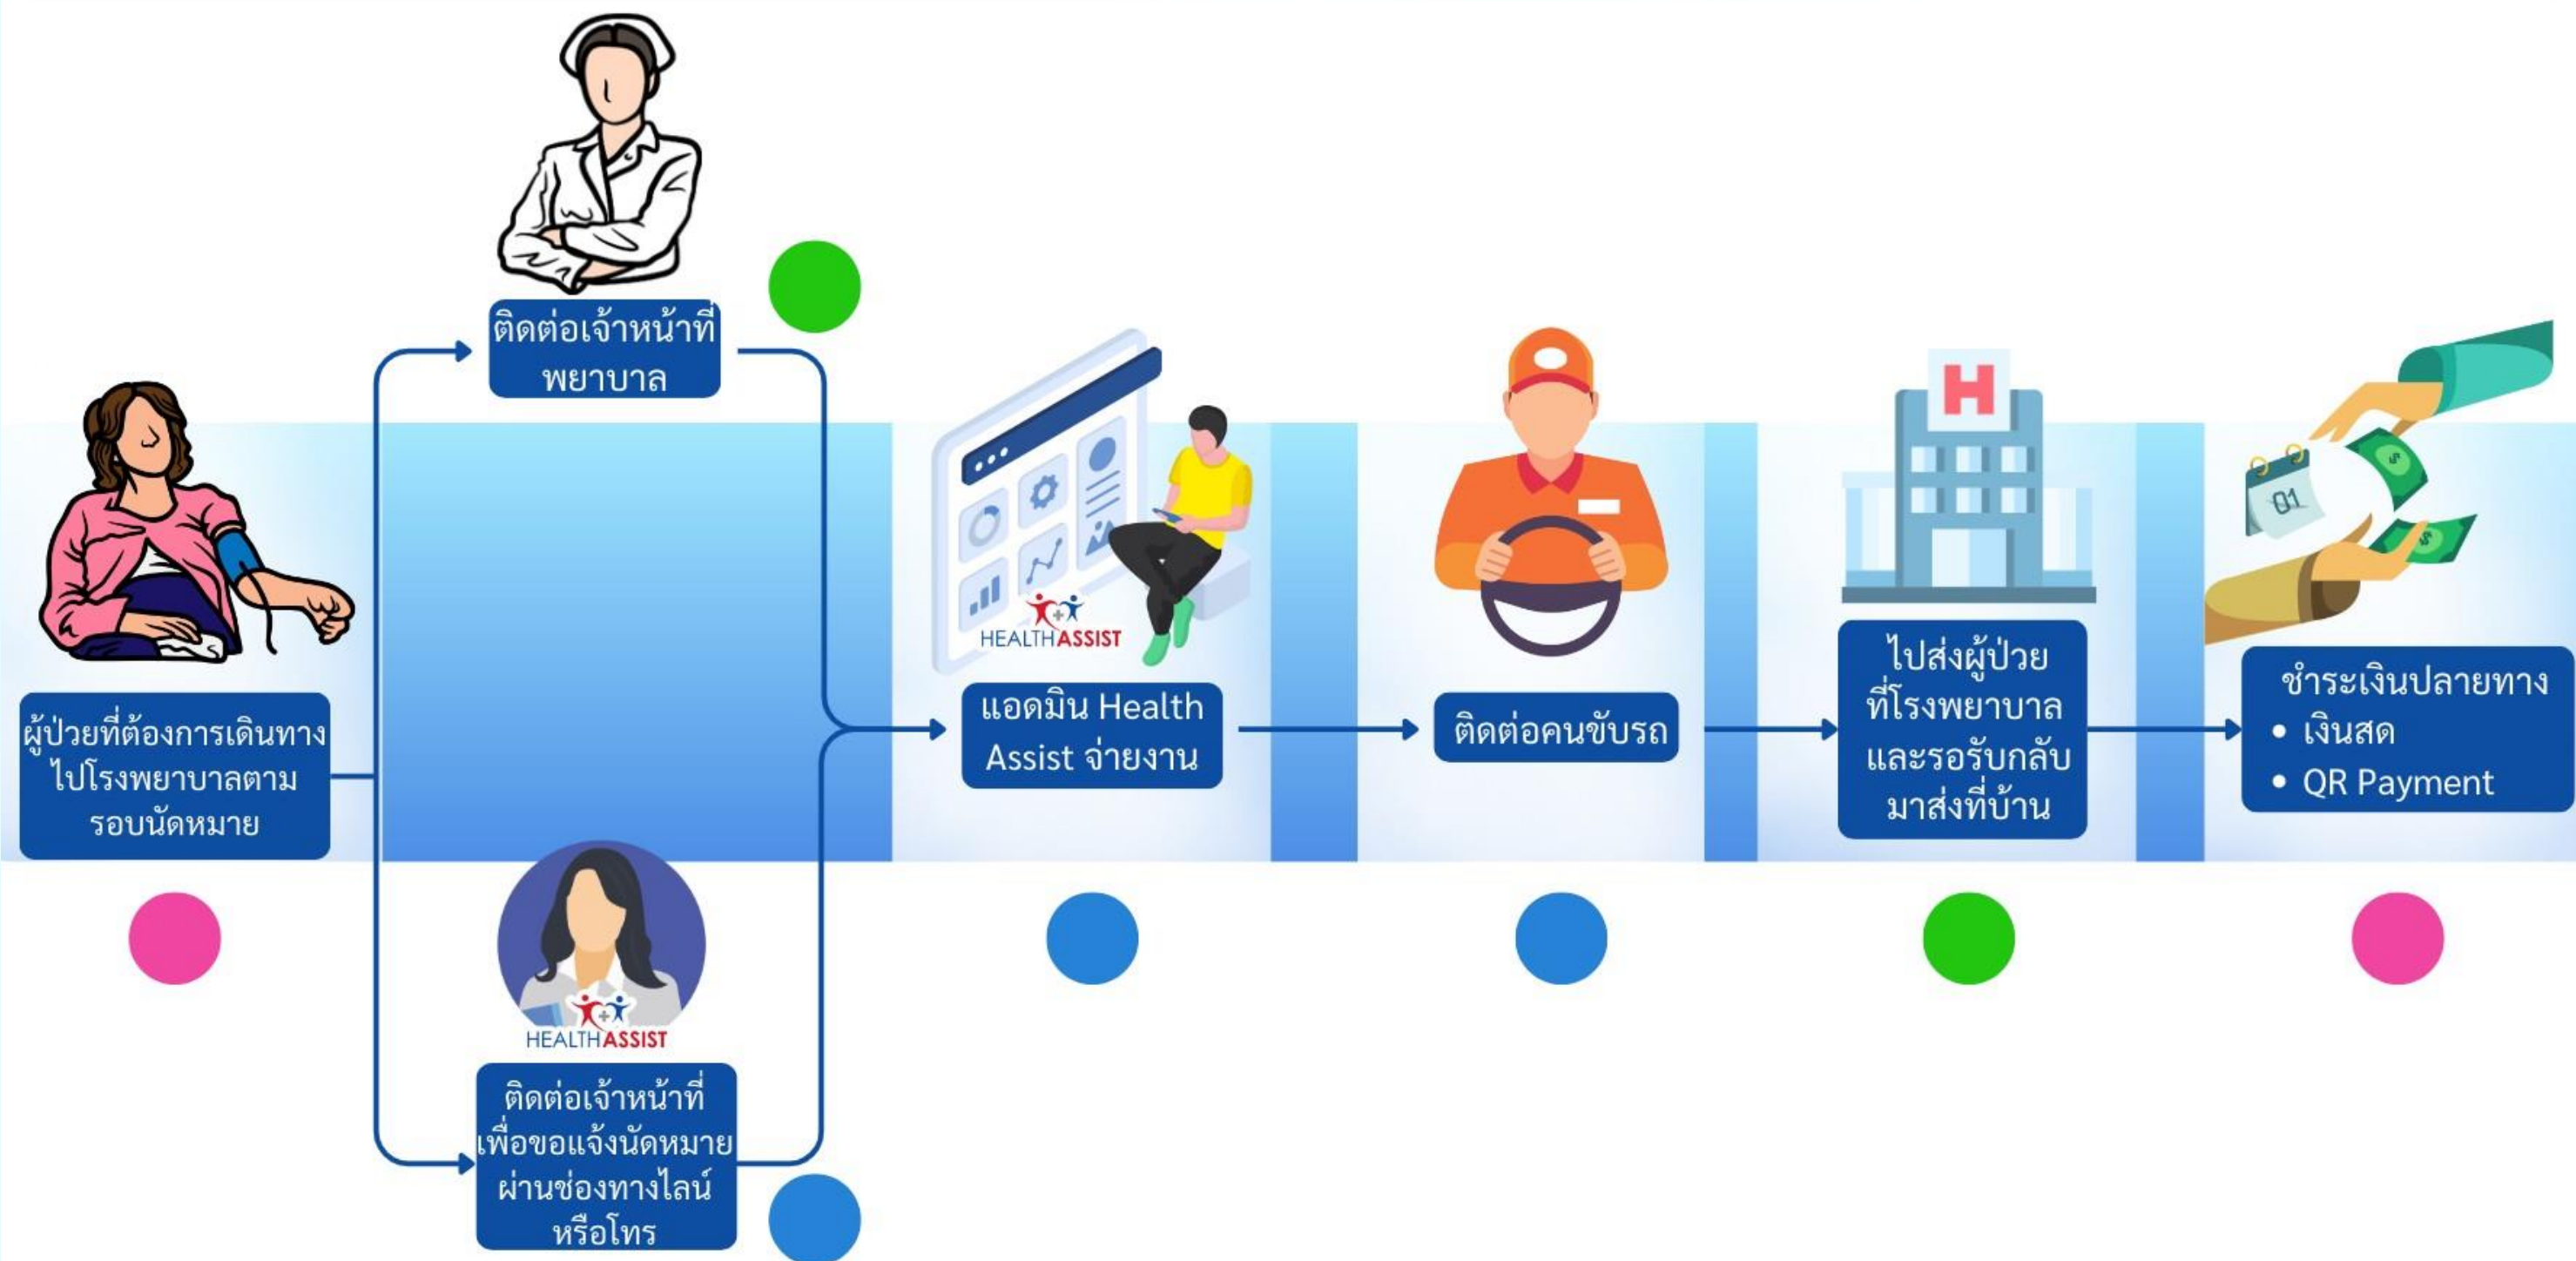 ผู้ป่วยที่ต้องการเดินทาง
ไปโรงพยาบาลตาม
รอบนัดหมาย
ติดต่อเจ้าหน้าที่
พยาบาล
HEALTH ASSIST
ติดต่อเจ้าหน้าที่
เพื่อขอแจ้งนัดหมาย
ผ่านช่องทางไลน์
หรือโทร
HEALTH ASSIST
แอดมิน Health
Assist จ่ายงาน
ติดต่อคนขับรถ
H
ไปส่งผู้ป่วย
ที่โรงพยาบาล
และรอรับกลับ
มาส่งที่บ้าน
01
$
$
ชำระเงินปลายทาง
• เงินสด
• QR Payment